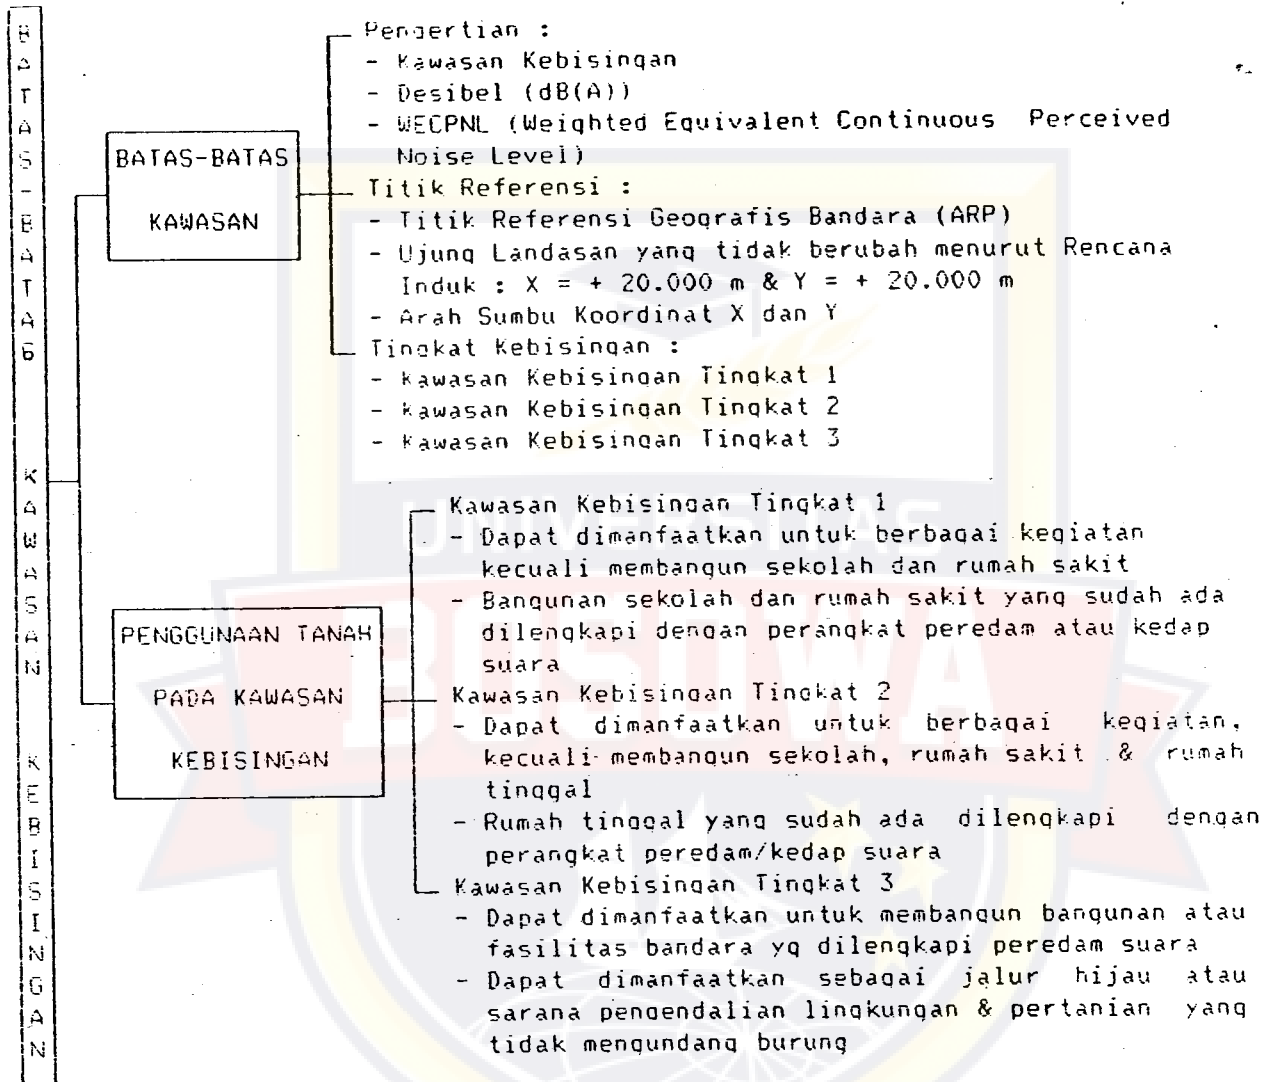 BATAS-BATAS KAWASAN KEBISINGAN
BATAS-BATAS
KAWASAN
Pengertian :
- Kawasan Kebisingan
- Desibel (dB(A))
- WECPNL (Weighted Equivalent Continuous Perceived
Noise Level)
Titik Referensi :
- Titik Referensi Geografis Bandara (ARP)
- Ujung Landasan yang tidak berubah menurut Rencana
Induk : X = + 20.000 m & Y = + 20.000 m
- Arah Sumbu Koordinat X dan Y
Tingkat Kebisingan :
- Kawasan Kebisingan Tingkat 1
- Kawasan Kebisingan Tingkat 2
- Kawasan Kebisingan Tingkat 3
PENGGUNAAN TANAH
PADA KAWASAN
KEBISINGAN
Kawasan Kebisingan Tingkat 1
- Dapat dimanfaatkan untuk berbagai kegiatan
kecuali membangun sekolah dan rumah sakit
- Bangunan sekolah dan rumah sakit yang sudah ada
dilengkapi dengan perangkat peredam atau kedap
suara
Kawasan Kebisingan Tingkat 2
- Dapat dimanfaatkan untuk berbagai kegiatan,
kecuali membangun sekolah, rumah sakit & rumah
tinggal
- Rumah tinggal yang sudah ada dilengkapi dengan
perangkat peredam/kedap suara
Kawasan Kebisingan Tingkat 3
- Dapat dimanfaatkan untuk membangun bangunan atau
fasilitas bandara yg dilengkapi peredam suara
- Dapat dimanfaatkan sebagai jalur hijau atau
sarana pengendalian lingkungan & pertanian yang
tidak mengundang burung
UNIVERSITAS
BOSOWA